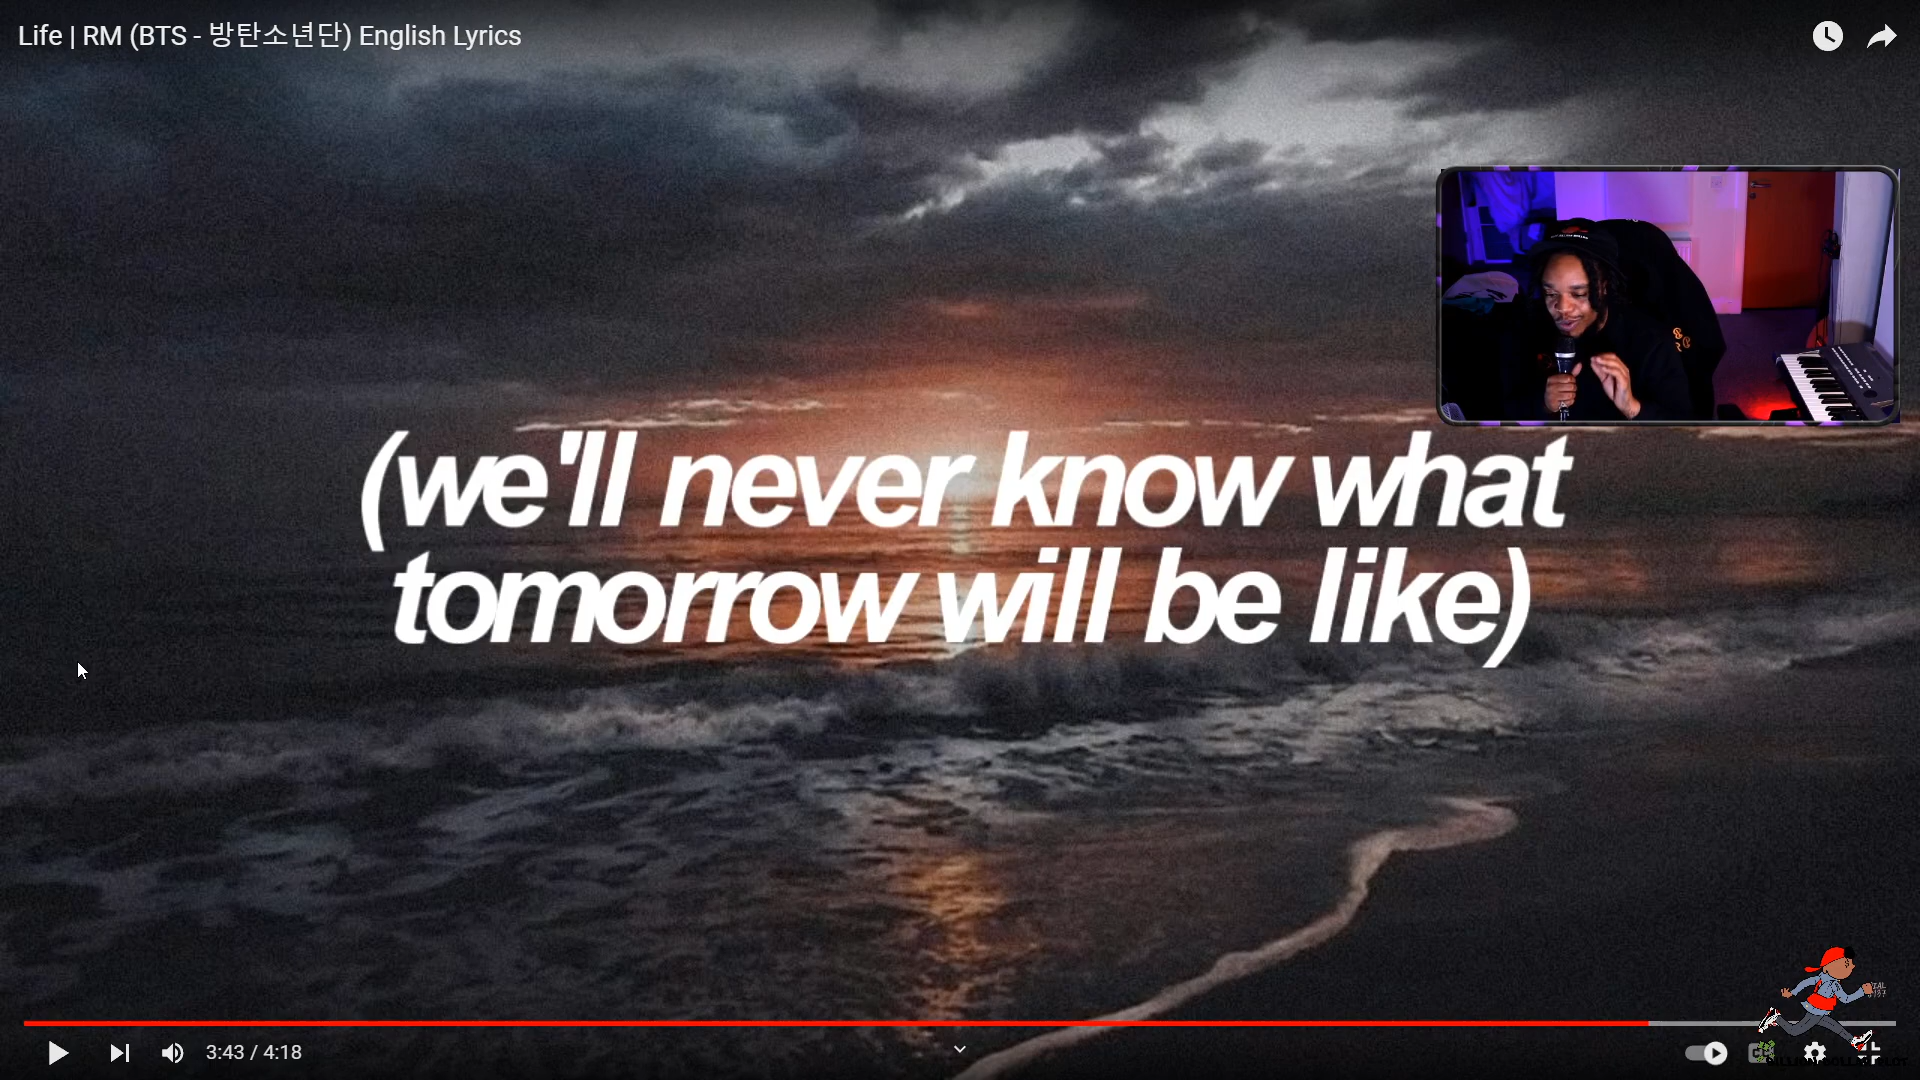 Life | RM (BTS - 방탄소년단) English Lyrics
(we'll never know what
tomorrow will be like)
3:43 / 4:18